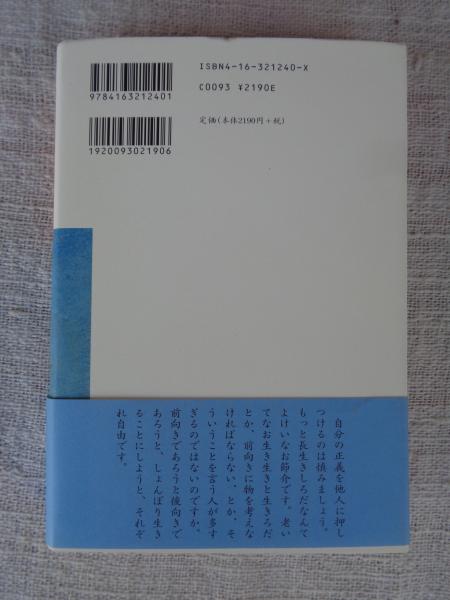 ISBN4-16-321240-X
C0093 ¥2190E
定価(本体2190円+税)
9784163212401
1920093021906
自分の正義を他人に押し
つけるのは慎みましょう。
もっと長生きしろだなんて
よけいなお節介です。老い
てなお生き生きと生きろだ
とか、前向きに物を考えな
ければならない、とか、そ
ういうことを言う人が多す
ぎるのではないのですか。
前向きであろうと後向きで
あろうと、しょんぼり生き
ることにしようと、それぞ
れ自由です。